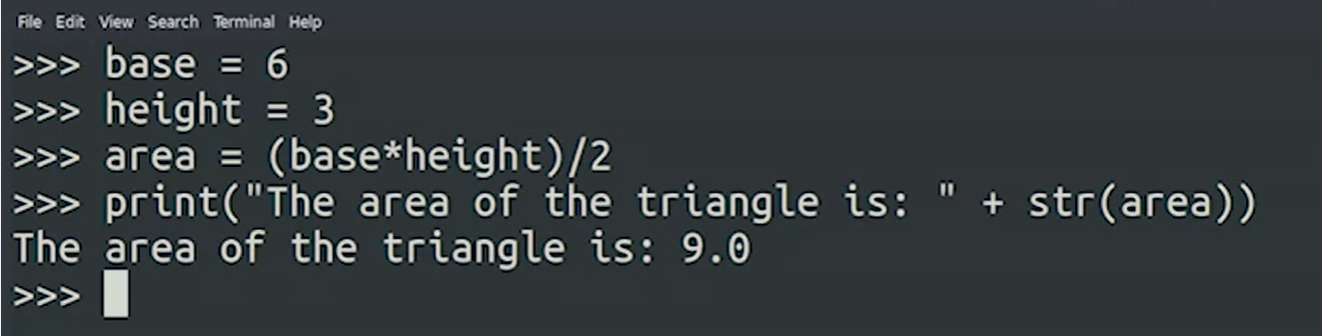 File Edit View Search Terminal Help
>>> base = 6
>>> height = 3
>>> area = (base*height)/2
>>> print("The area of the triangle is: " + str(area))
The area of the triangle is: 9.0
>>>